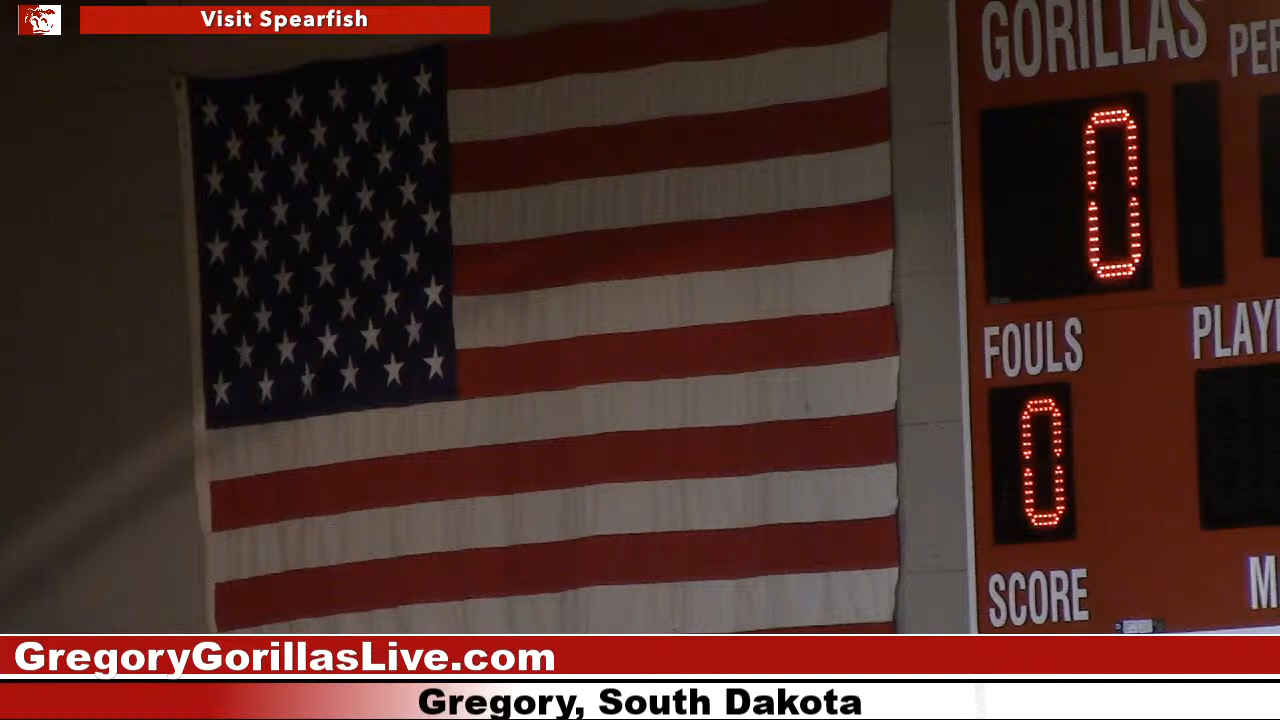 Visit Spearfish
GORILLAS
0
FOULS
0
SCORE
GregoryGorillasLive.com
Gregory, South Dakota